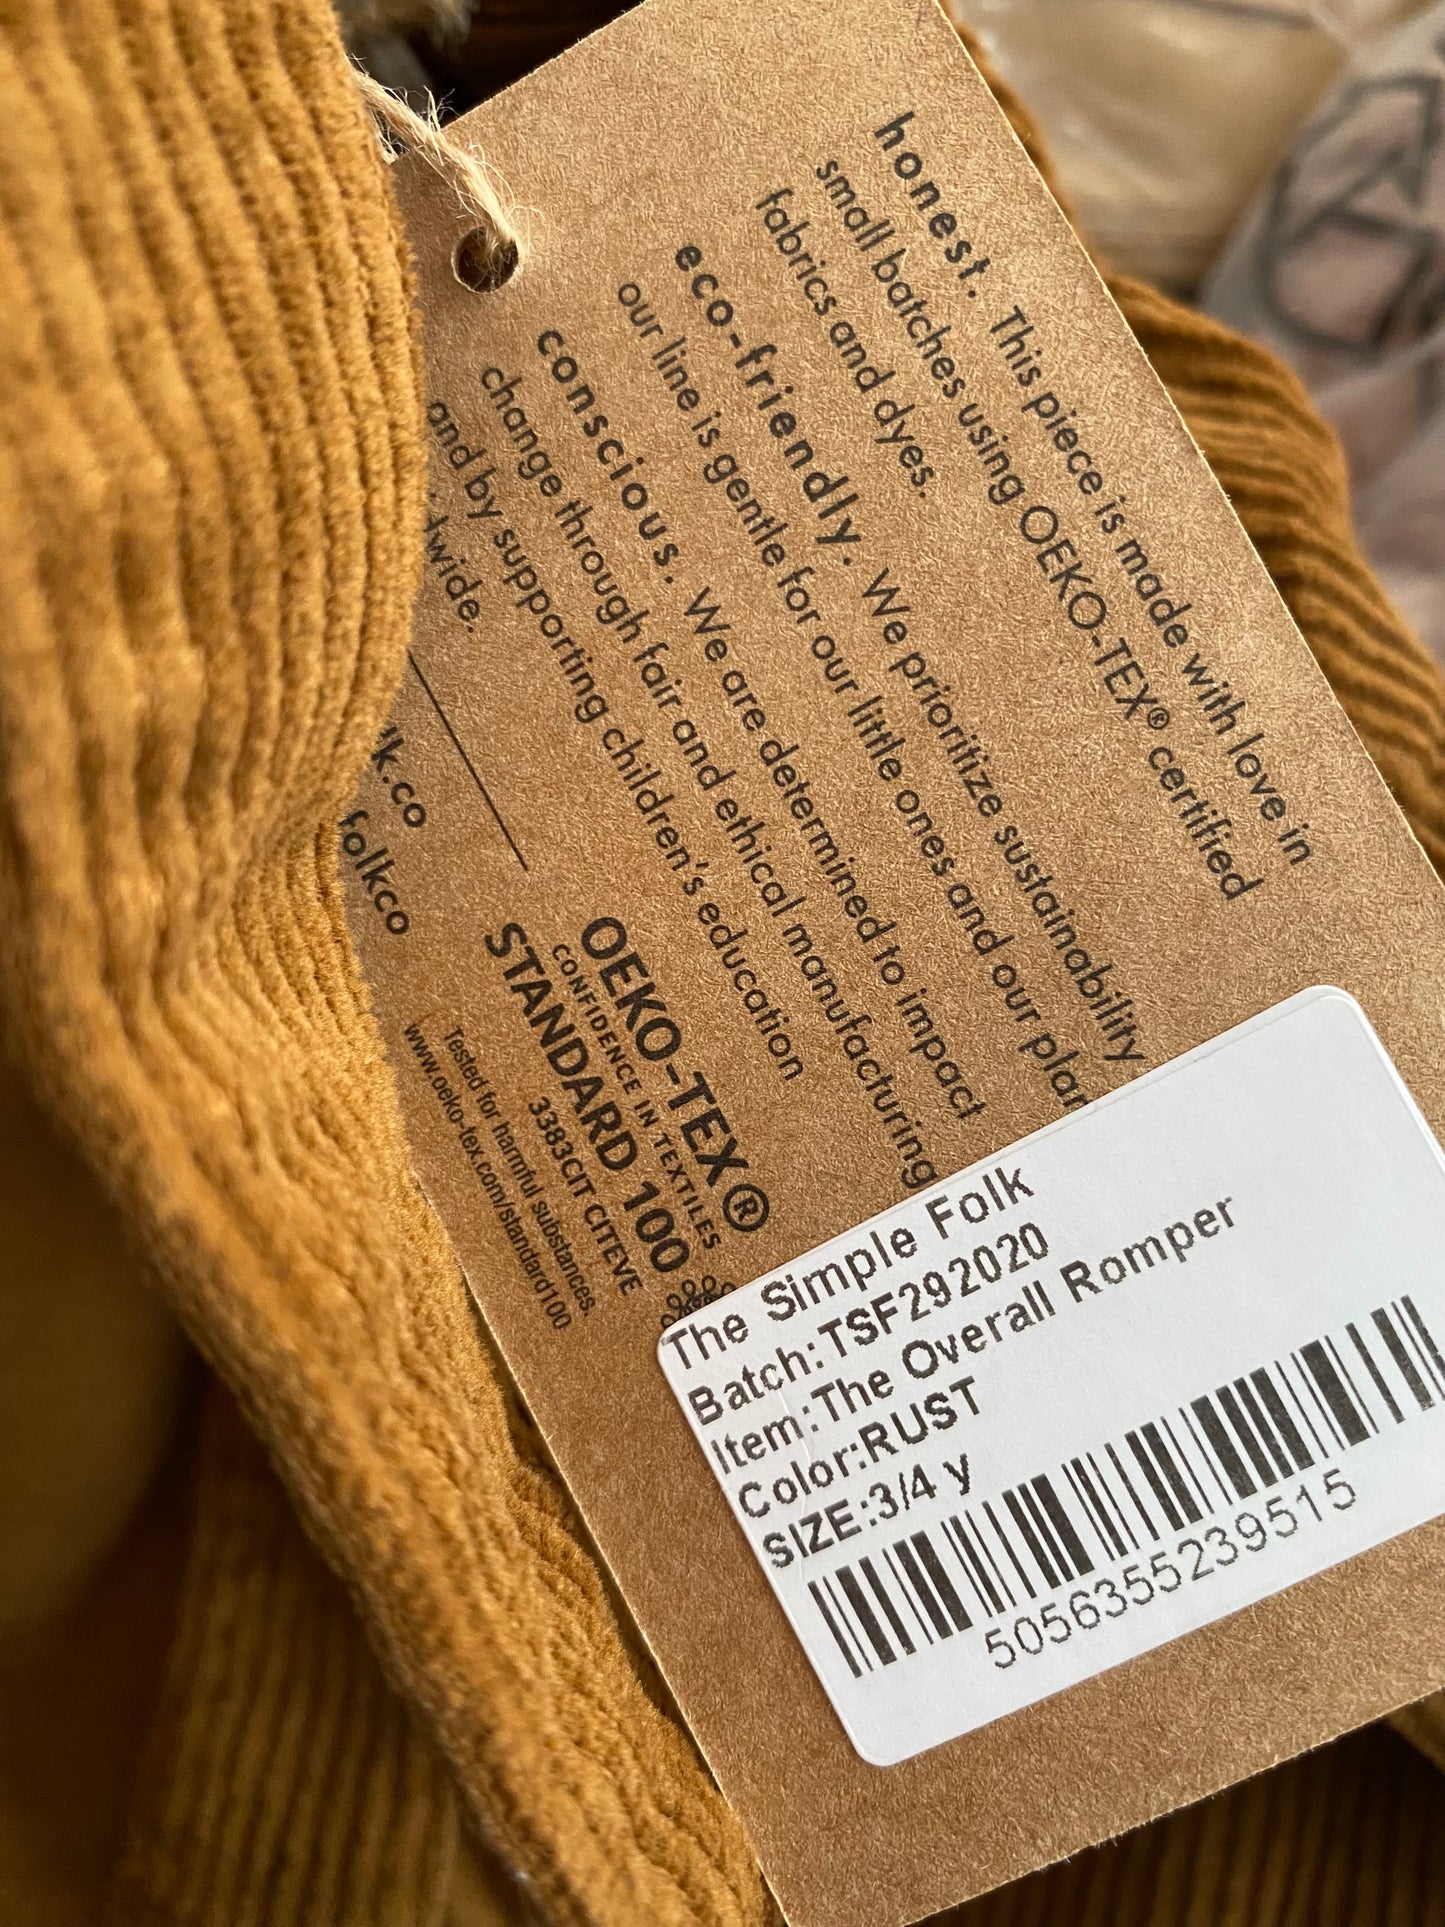 honest. This piece is made with love in
small batches using OEKO-TEX® certified
fabrics and dyes.
eco-friendly. We prioritize sustainability
our line is gentle for our little ones and our
conscious. We are determined to impact
change through fair and ethical manufacturing
and by supporting children's education
lk.co
folkco
OEKO-TEX®
CONFIDENCE IN TEXTILES
STANDARD 100
3383CIT CITEVE
Tested for harmful substances.
www.oeko-tex.com/standard100
The Simple Folk
Batch:TSF292020
Item:The Overall Romper
Color:RUST
SIZE:3/4 y
5056355239515